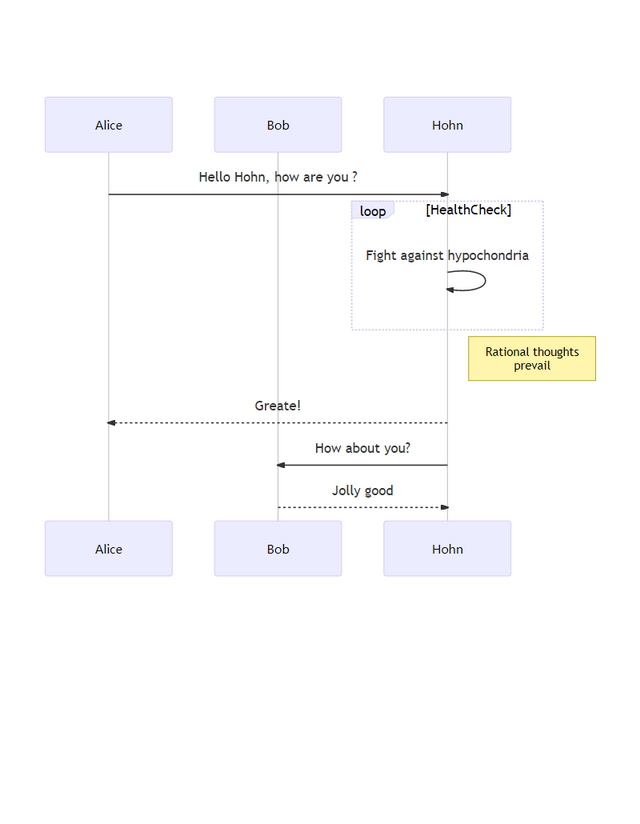 Alice
Bob
Hohn
Hello Hohn, how are you ?
loop
[HealthCheck]
Fight against hypochondria
Rational thoughts
prevail
Greate!
How about you?
Jolly good
Alice
Bob
Hohn